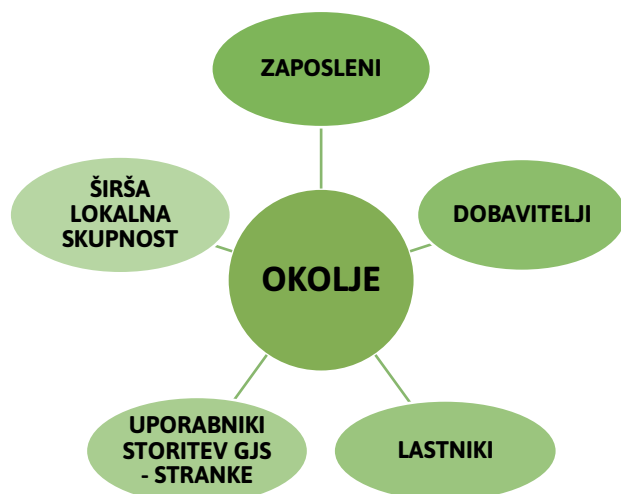 ZAPOSLENI
DOBAVITELJI
LASTNIKI
UPORABNIKI
STORITEV GJS
- STRANKE
ŠIRŠA
LOKALNA
SKUPNOST
OKOLJE